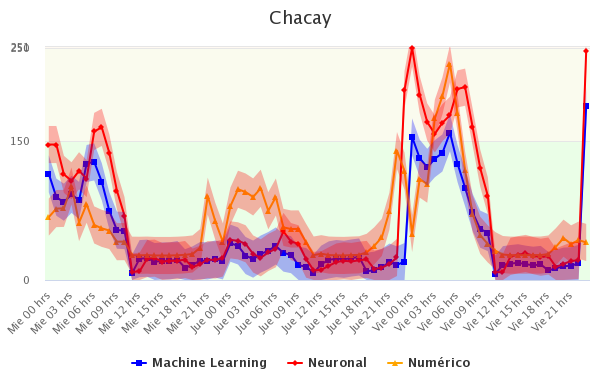 Chacay
150
0
Mie 00 hrs
Mie 03 hrs
Mie 06 hrs
Mie 09 hrs
Mie 12 hrs
Mie 15 hrs
Mie 18 hrs
Mie 21 hrs
Jue 00 hrs
Jue 03 hrs
Jue 06 hrs
Jue 09 hrs
Jue 12 hrs
Jue 15 hrs
Jue 18 hrs
Jue 21 hrs
Vie 00 hrs
Vie 03 hrs
Vie 06 hrs
Vie 09 hrs
Vie 12 hrs
Vie 15 hrs
Vie 18 hrs
Vie 21 hrs
Machine Learning Neuronal Numérico